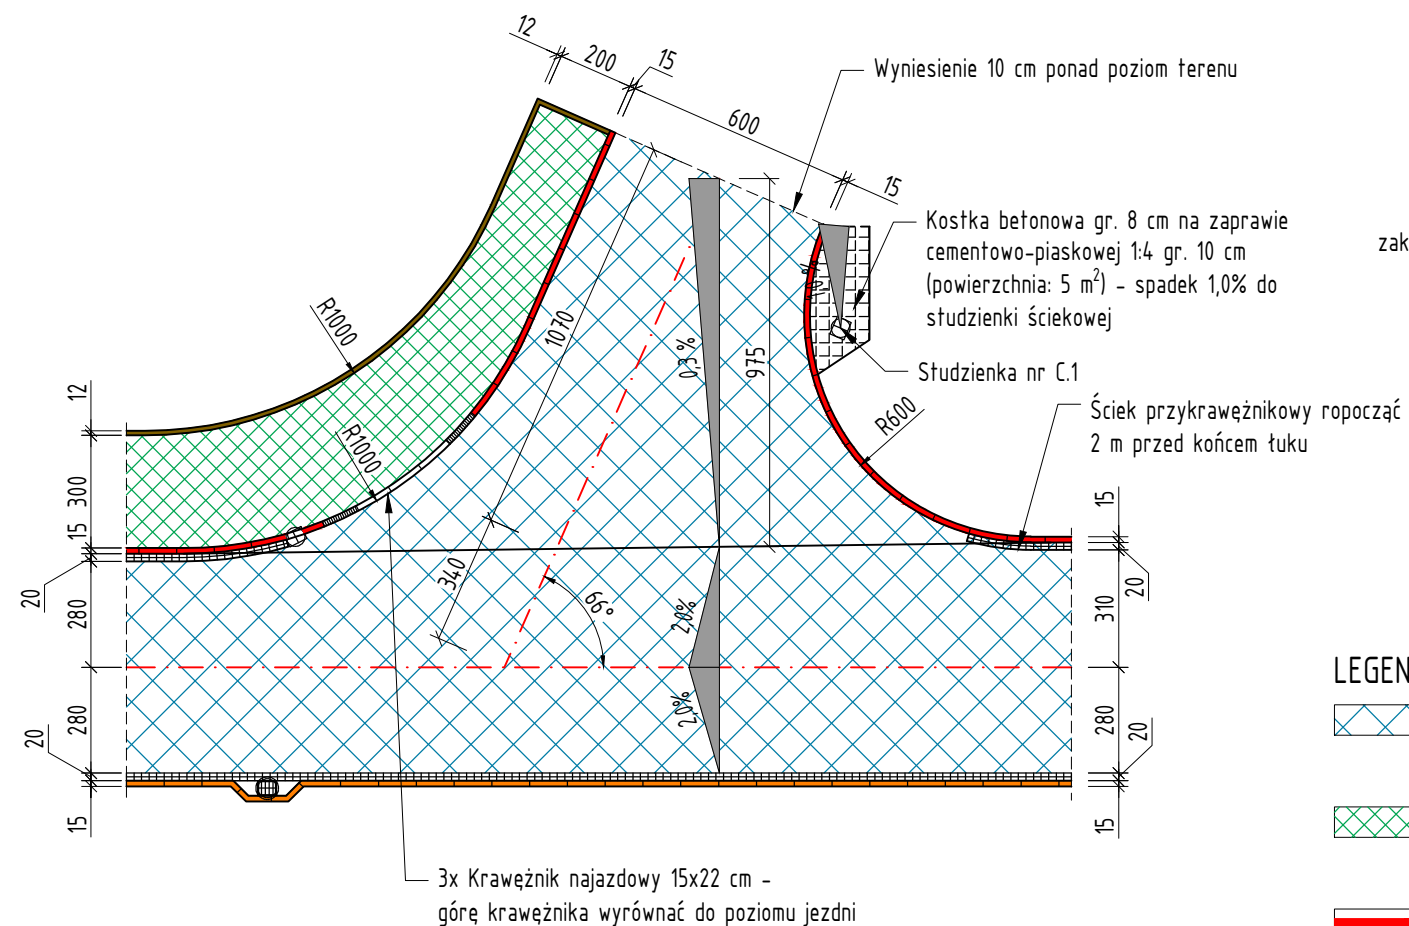 12
200
15
Wyniesienie 10 cm ponad poziom terenu
600
15
Kostka betonowa gr. 8 cm na zaprawie
cementowo-piaskowej 1:4 gr. 10 cm
(powierzchnia: 5 m²) - spadek 1,0% do
studzienki ściekowej
zak
R1000
1070
0,3 %
975
Studzienka nr C.1
12
R1000
R600
Ściek przykrawężnikowy ropocząć
2 m przed końcem łuku
300
15
15
20
280
340
66°
2,0%
20
310
LEGEN
280
20
2,0%
280
20
15
15
3x Krawężnik najazdowy 15x22 cm -
górę krawężnika wyrównać do poziomu jezdni